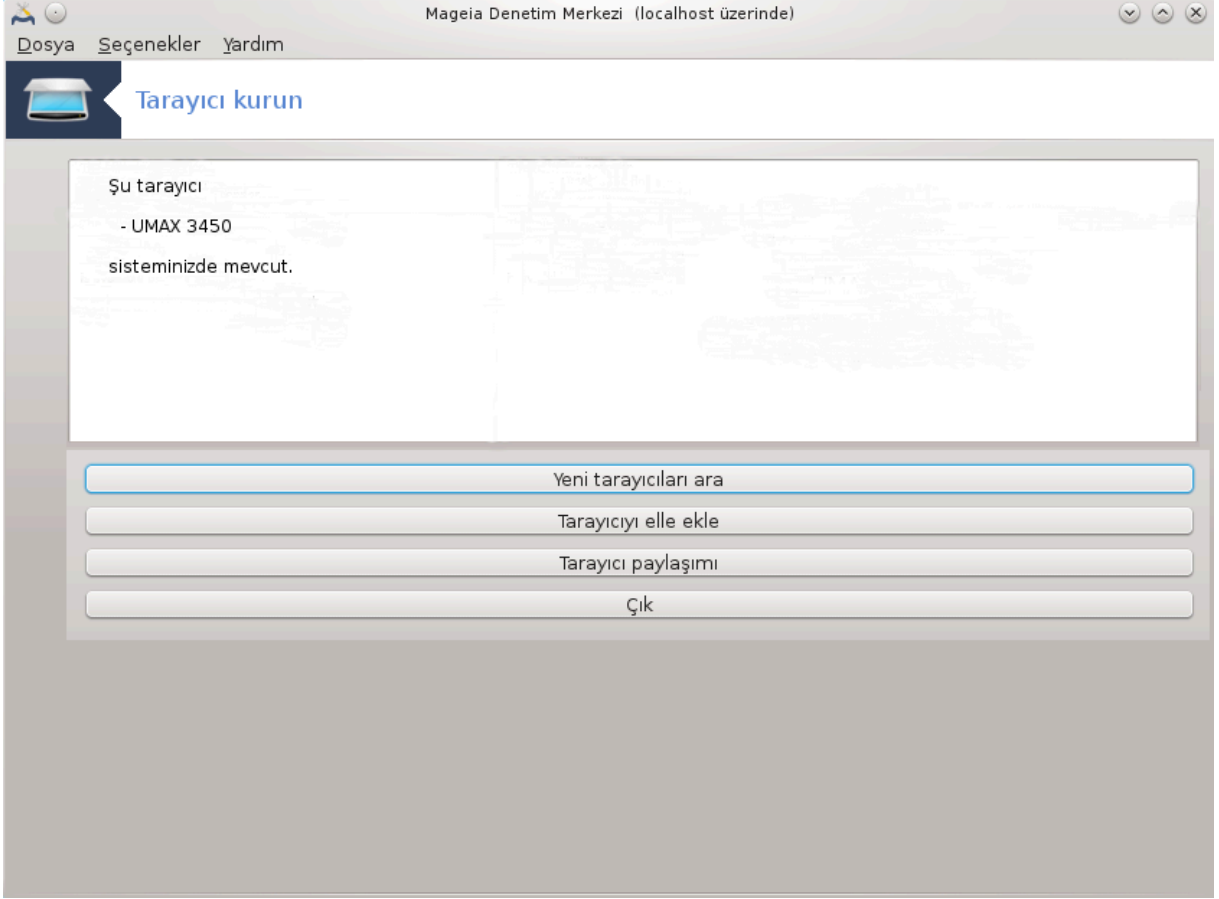 Mageia Denetim Merkezi (localhost üzerinde)
Dosya Seçenekler Yardım
Tarayıcı kurun
Şu tarayıcı
- UMAX 3450
sisteminizde mevcut.
Yeni tarayıcıları ara
Tarayıcıyı elle ekle
Tarayıcı paylaşımı
Çık